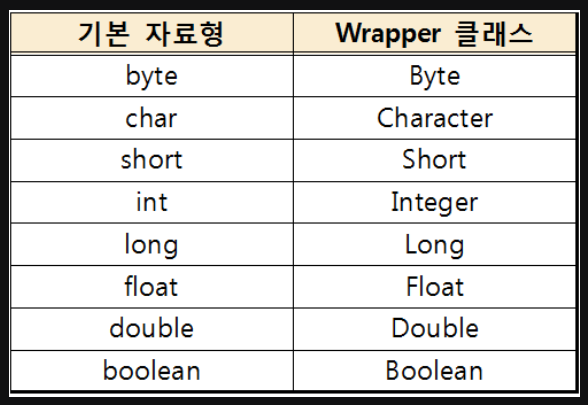 기본 자료형 Wrapper 클래스
byte Byte
char Character
short Short
int Integer
long Long
float Float
double Double
boolean Boolean